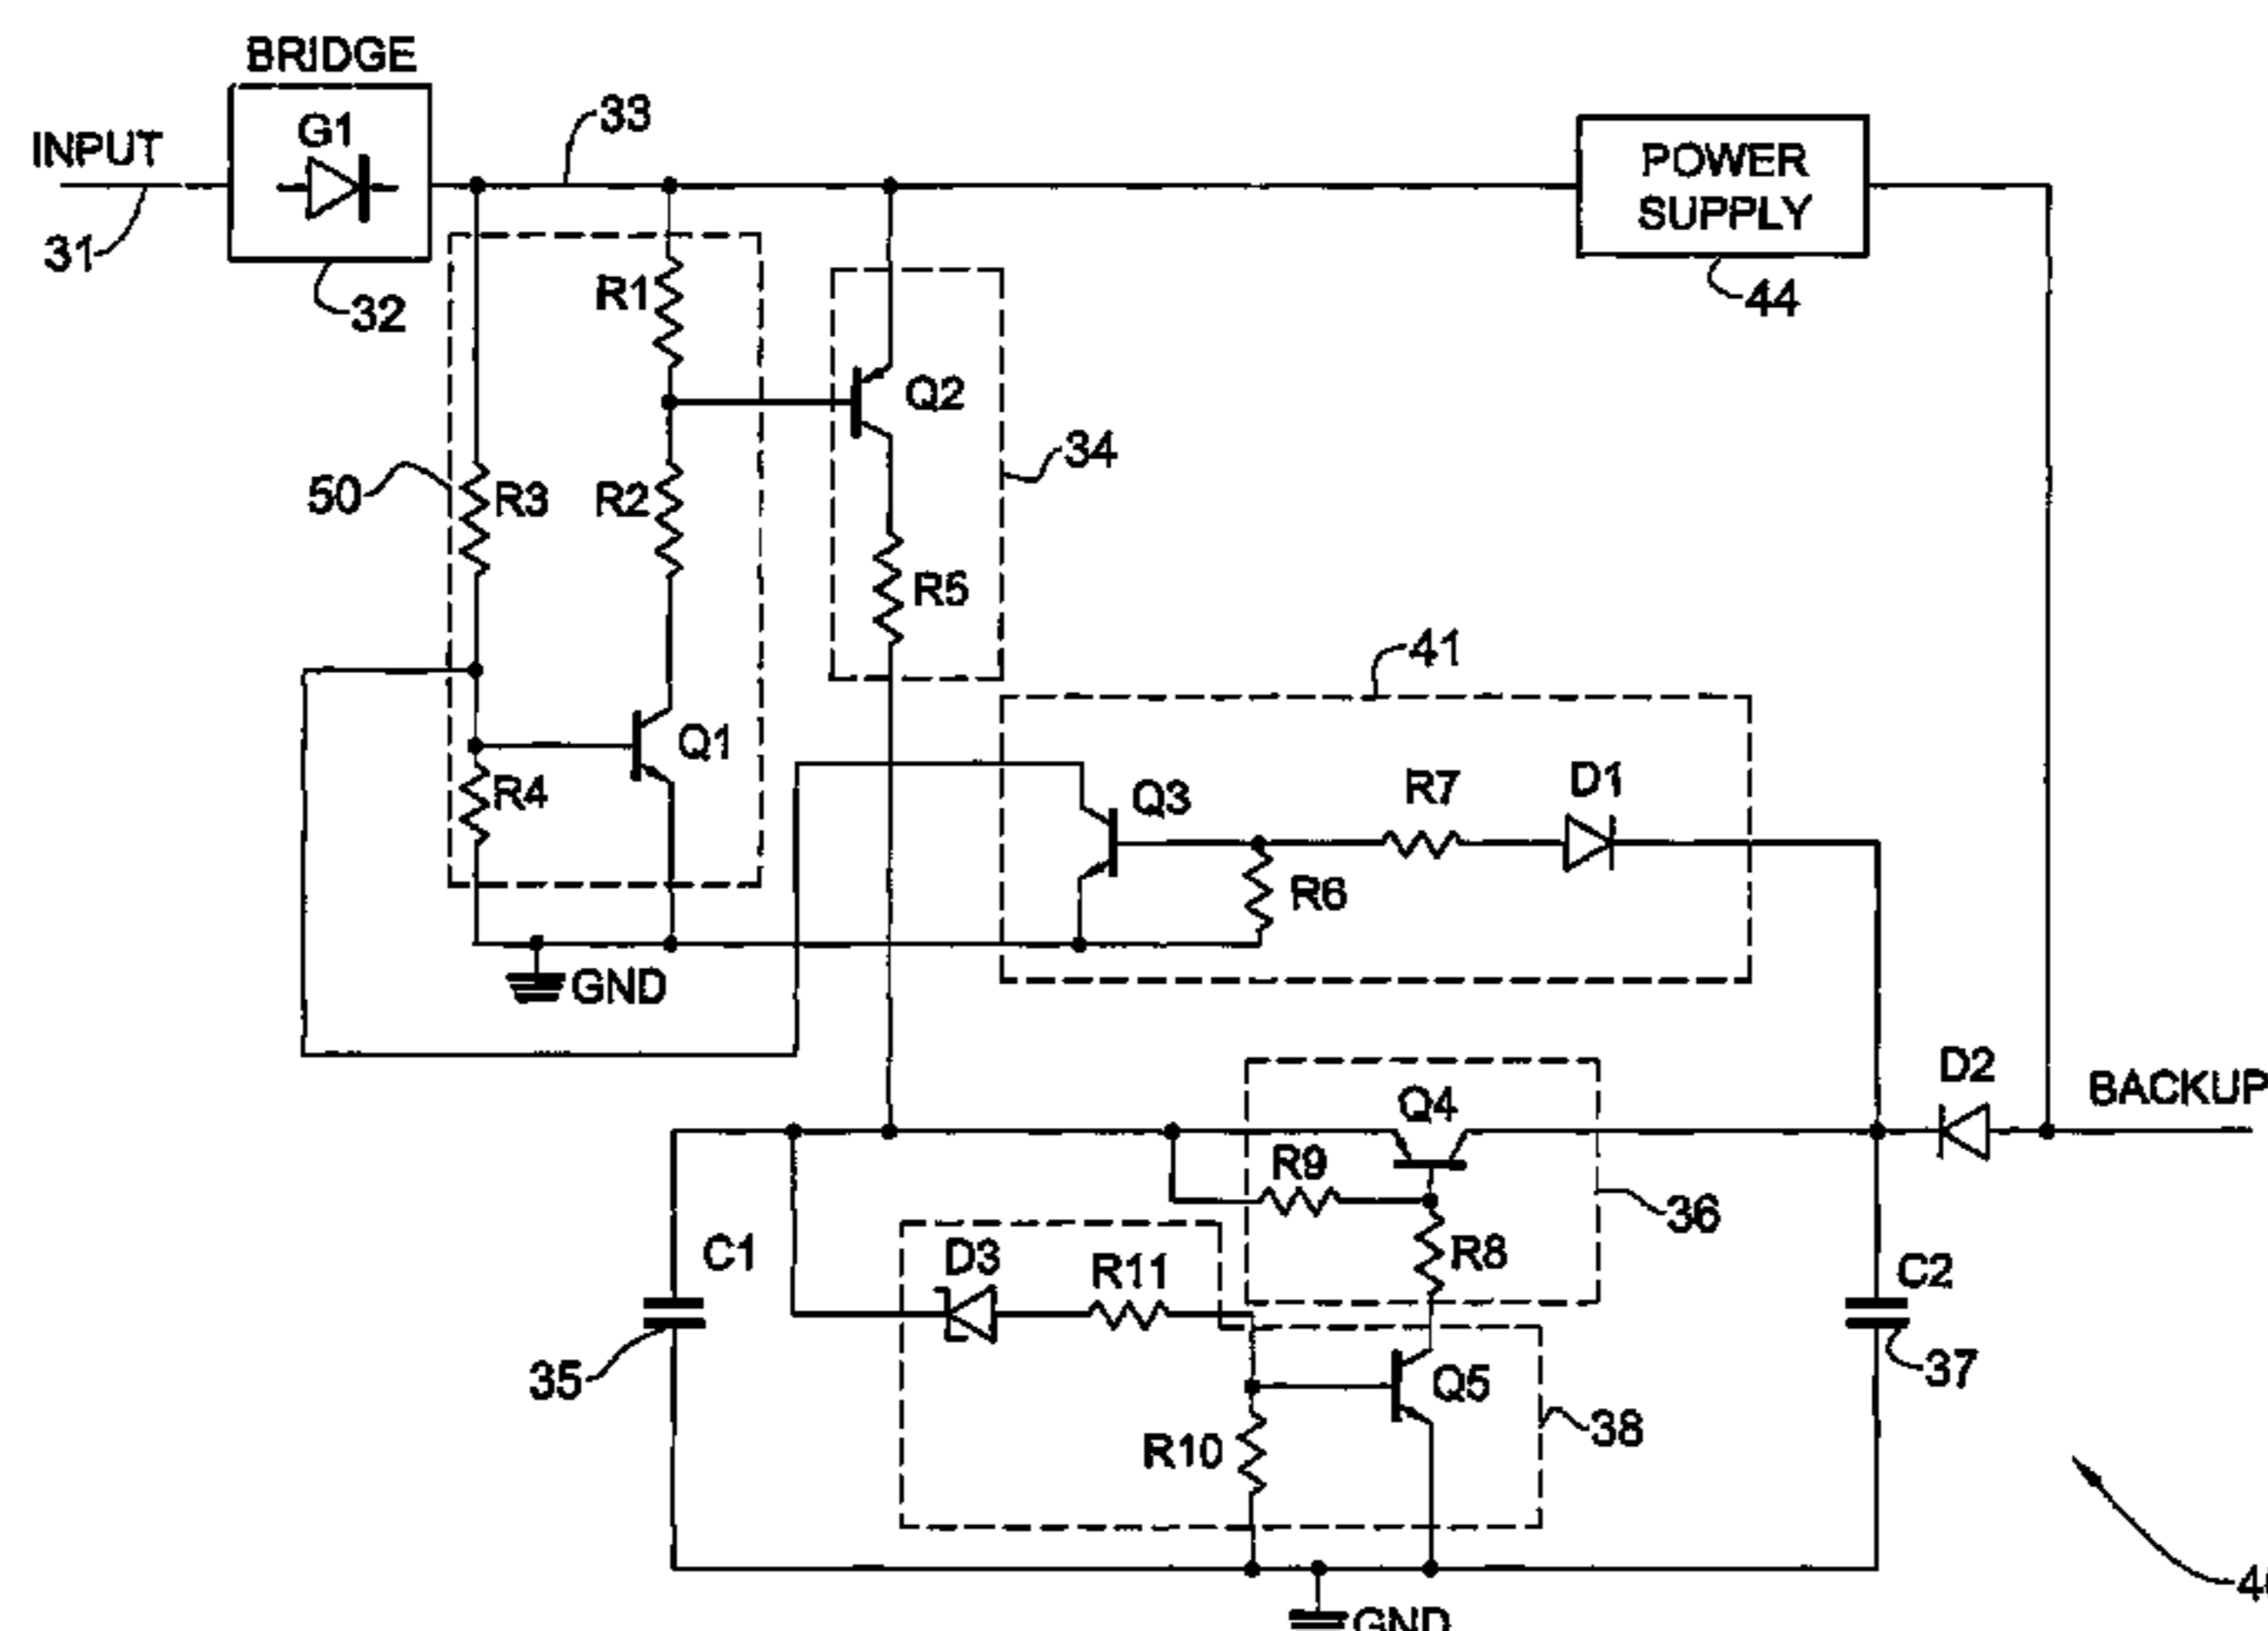 BRIDGE
INPUT
G1
33
POWER
SUPPLY
31
32
44
R1
Q2
34
50
R3
R2
R5
41
Q1
R4
Q3
R7
D1
R6
GND
Q4
D2
BACKUP
R9
36
C1
D3
R11
R8
C2
35
Q5
37
R10
38
GND